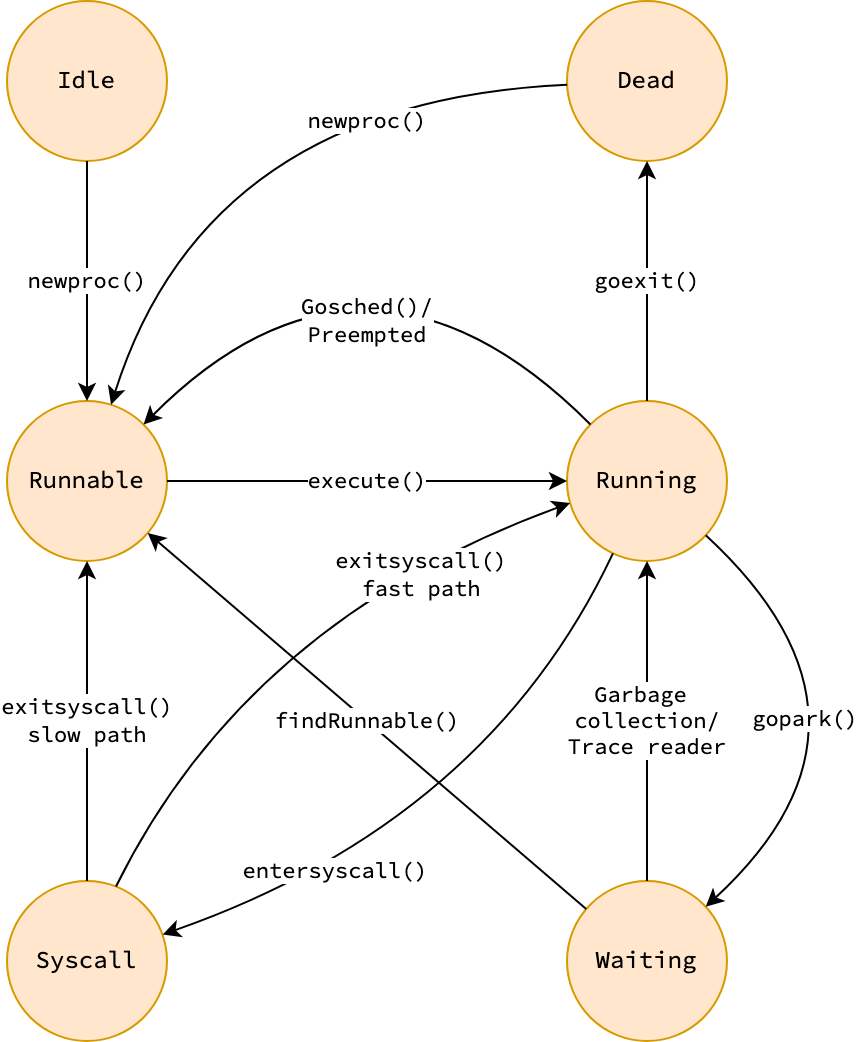 Idle
Dead
newproc()
newproc()
goexit()
Gosched()/
Preempted
Runnable
execute()
Running
exitsyscall()
fast path
exitsyscall()
slow path
findRunnable()
Garbage
collection/
Trace reader
gopark()
entersyscall()
Syscall
Waiting